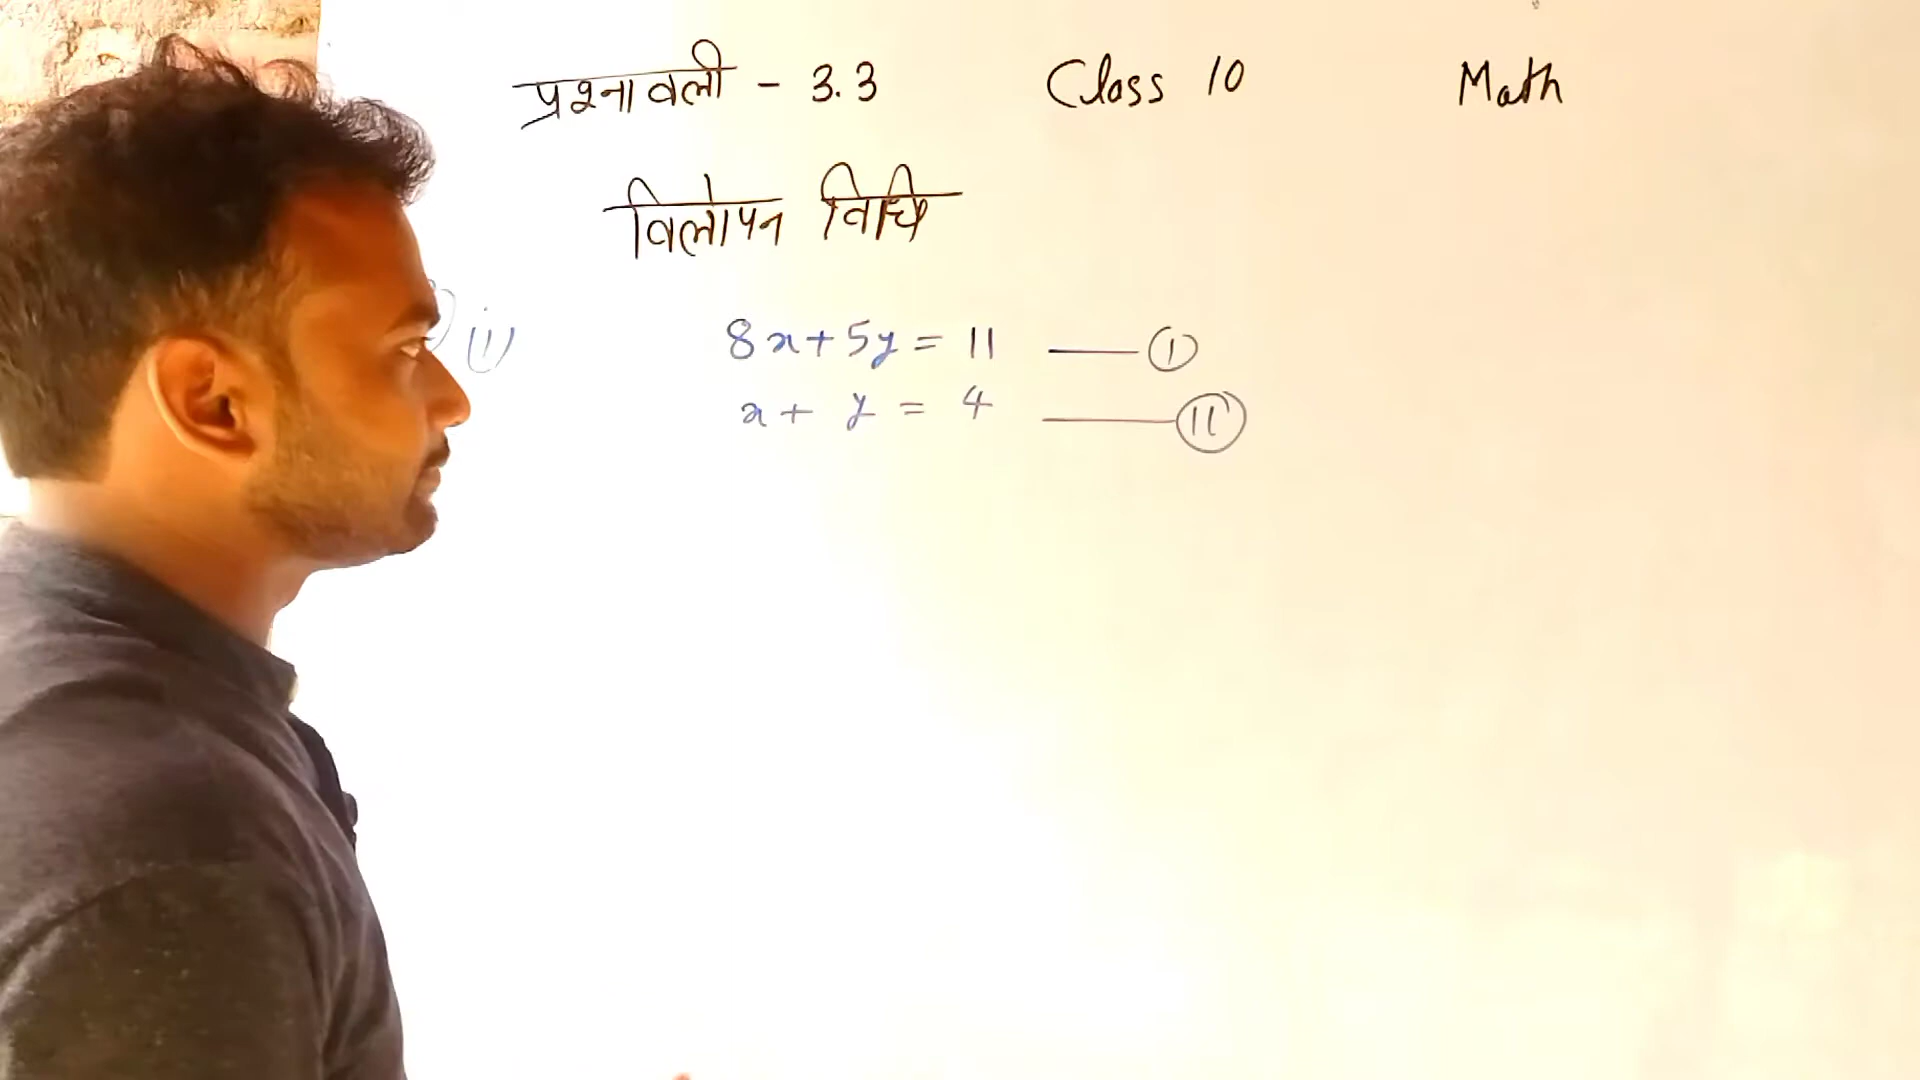 प्रश्नावली - 3.3 Class 10 Math
विलोपन विधि
(i) 8x + 5y = 11 — (I)
x + y = 4 — (II)